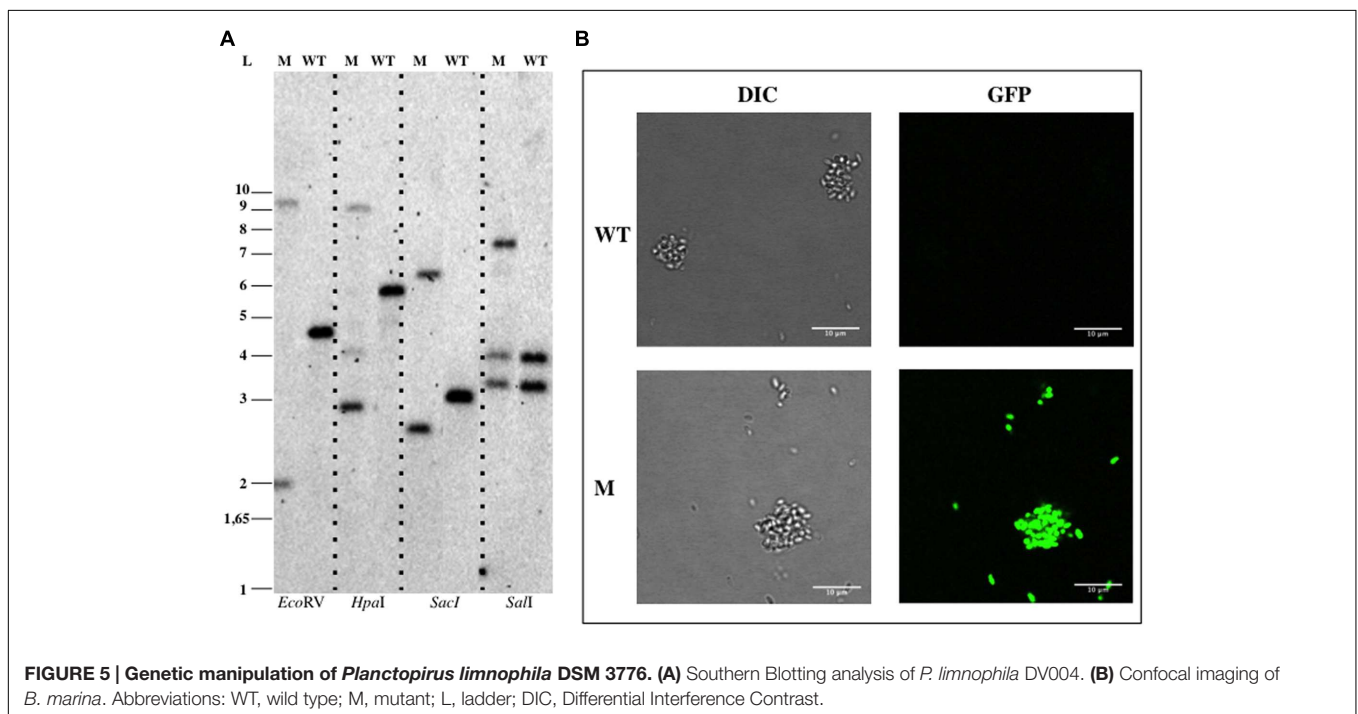 A
B
L M WT M WT M WT M WT
10
9
8
7
6
5
4
3
2
1,65
1
EcoRV HpaI SacI SalI
DIC GFP
WT
10 µm 10 µm
M
10 µm 10 µm
FIGURE 5 | Genetic manipulation of Planctopirus limnophila DSM 3776. (A) Southern Blotting analysis of P. limnophila DV004. (B) Confocal imaging of
B. marina. Abbreviations: WT, wild type; M, mutant; L, ladder; DIC, Differential Interference Contrast.